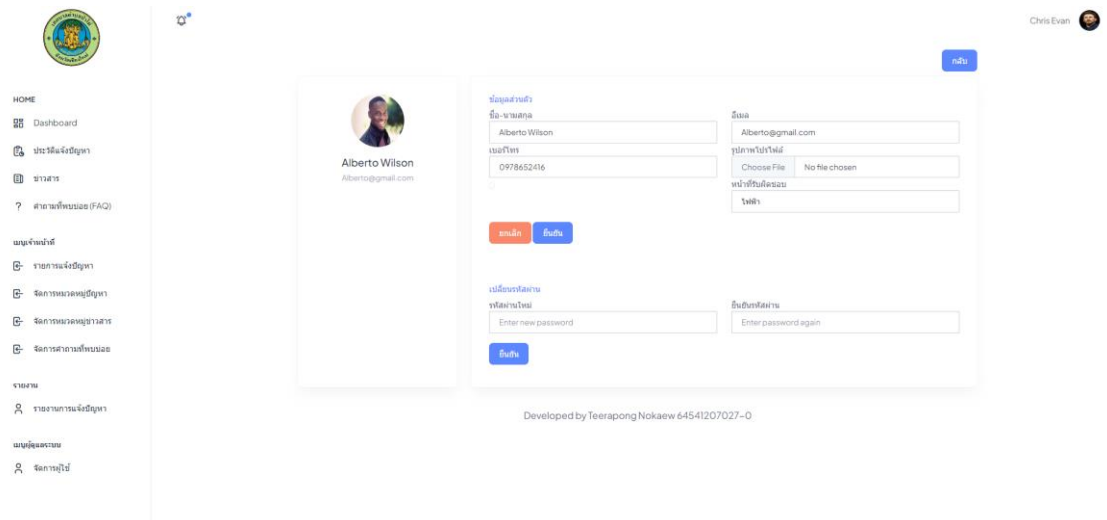 Chris Evan
กลับ
HOME
Dashboard
ประวัติแจ้งปัญหา
ข่าวสาร
คำถามที่พบบ่อย (FAQ)
เมนูเจ้าหน้าที่
รายการแจ้งปัญหา
จัดการหมวดหมู่ปัญหา
จัดการหมวดหมู่ข่าวสาร
จัดการคำถามที่พบบ่อย
รายงาน
รายงานการแจ้งปัญหา
เมนูผู้ดูแลระบบ
จัดการผู้ใช้
Alberto Wilson
Alberto@gmail.com
ข้อมูลส่วนตัว
ชื่อ-นามสกุล
Alberto Wilson
อีเมล
Alberto@gmail.com
เบอร์โทร
0978652416
รูปภาพโปรไฟล์
Choose File No file chosen
หน้าที่รับผิดชอบ
ไฟฟ้า
ยกเลิก ยืนยัน
เปลี่ยนรหัสผ่าน
รหัสผ่านใหม่
Enter new password
ยืนยันรหัสผ่าน
Enter password again
ยืนยัน
Developed by Teerapong Nokaew 64541207027-0